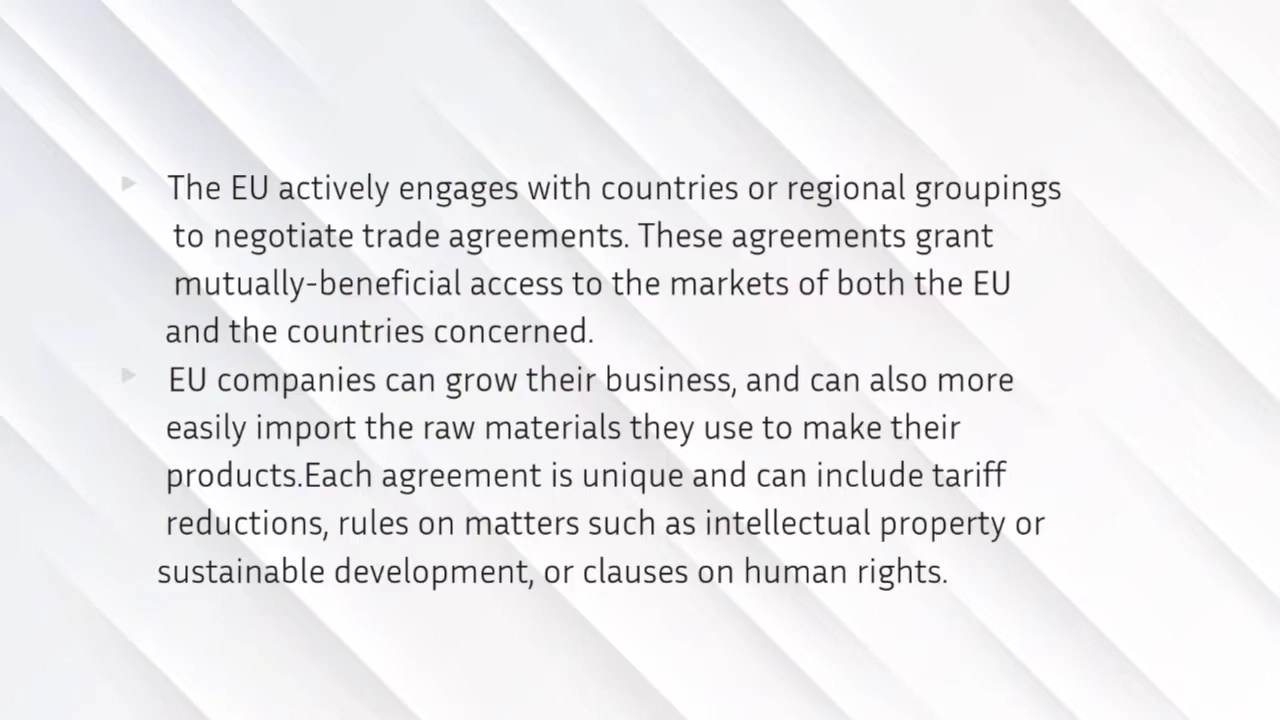 The EU actively engages with countries or regional groupings
to negotiate trade agreements. These agreements grant
mutually-beneficial access to the markets of both the EU
and the countries concerned.
EU companies can grow their business, and can also more
easily import the raw materials they use to make their
products.Each agreement is unique and can include tariff
reductions, rules on matters such as intellectual property or
sustainable development, or clauses on human rights.